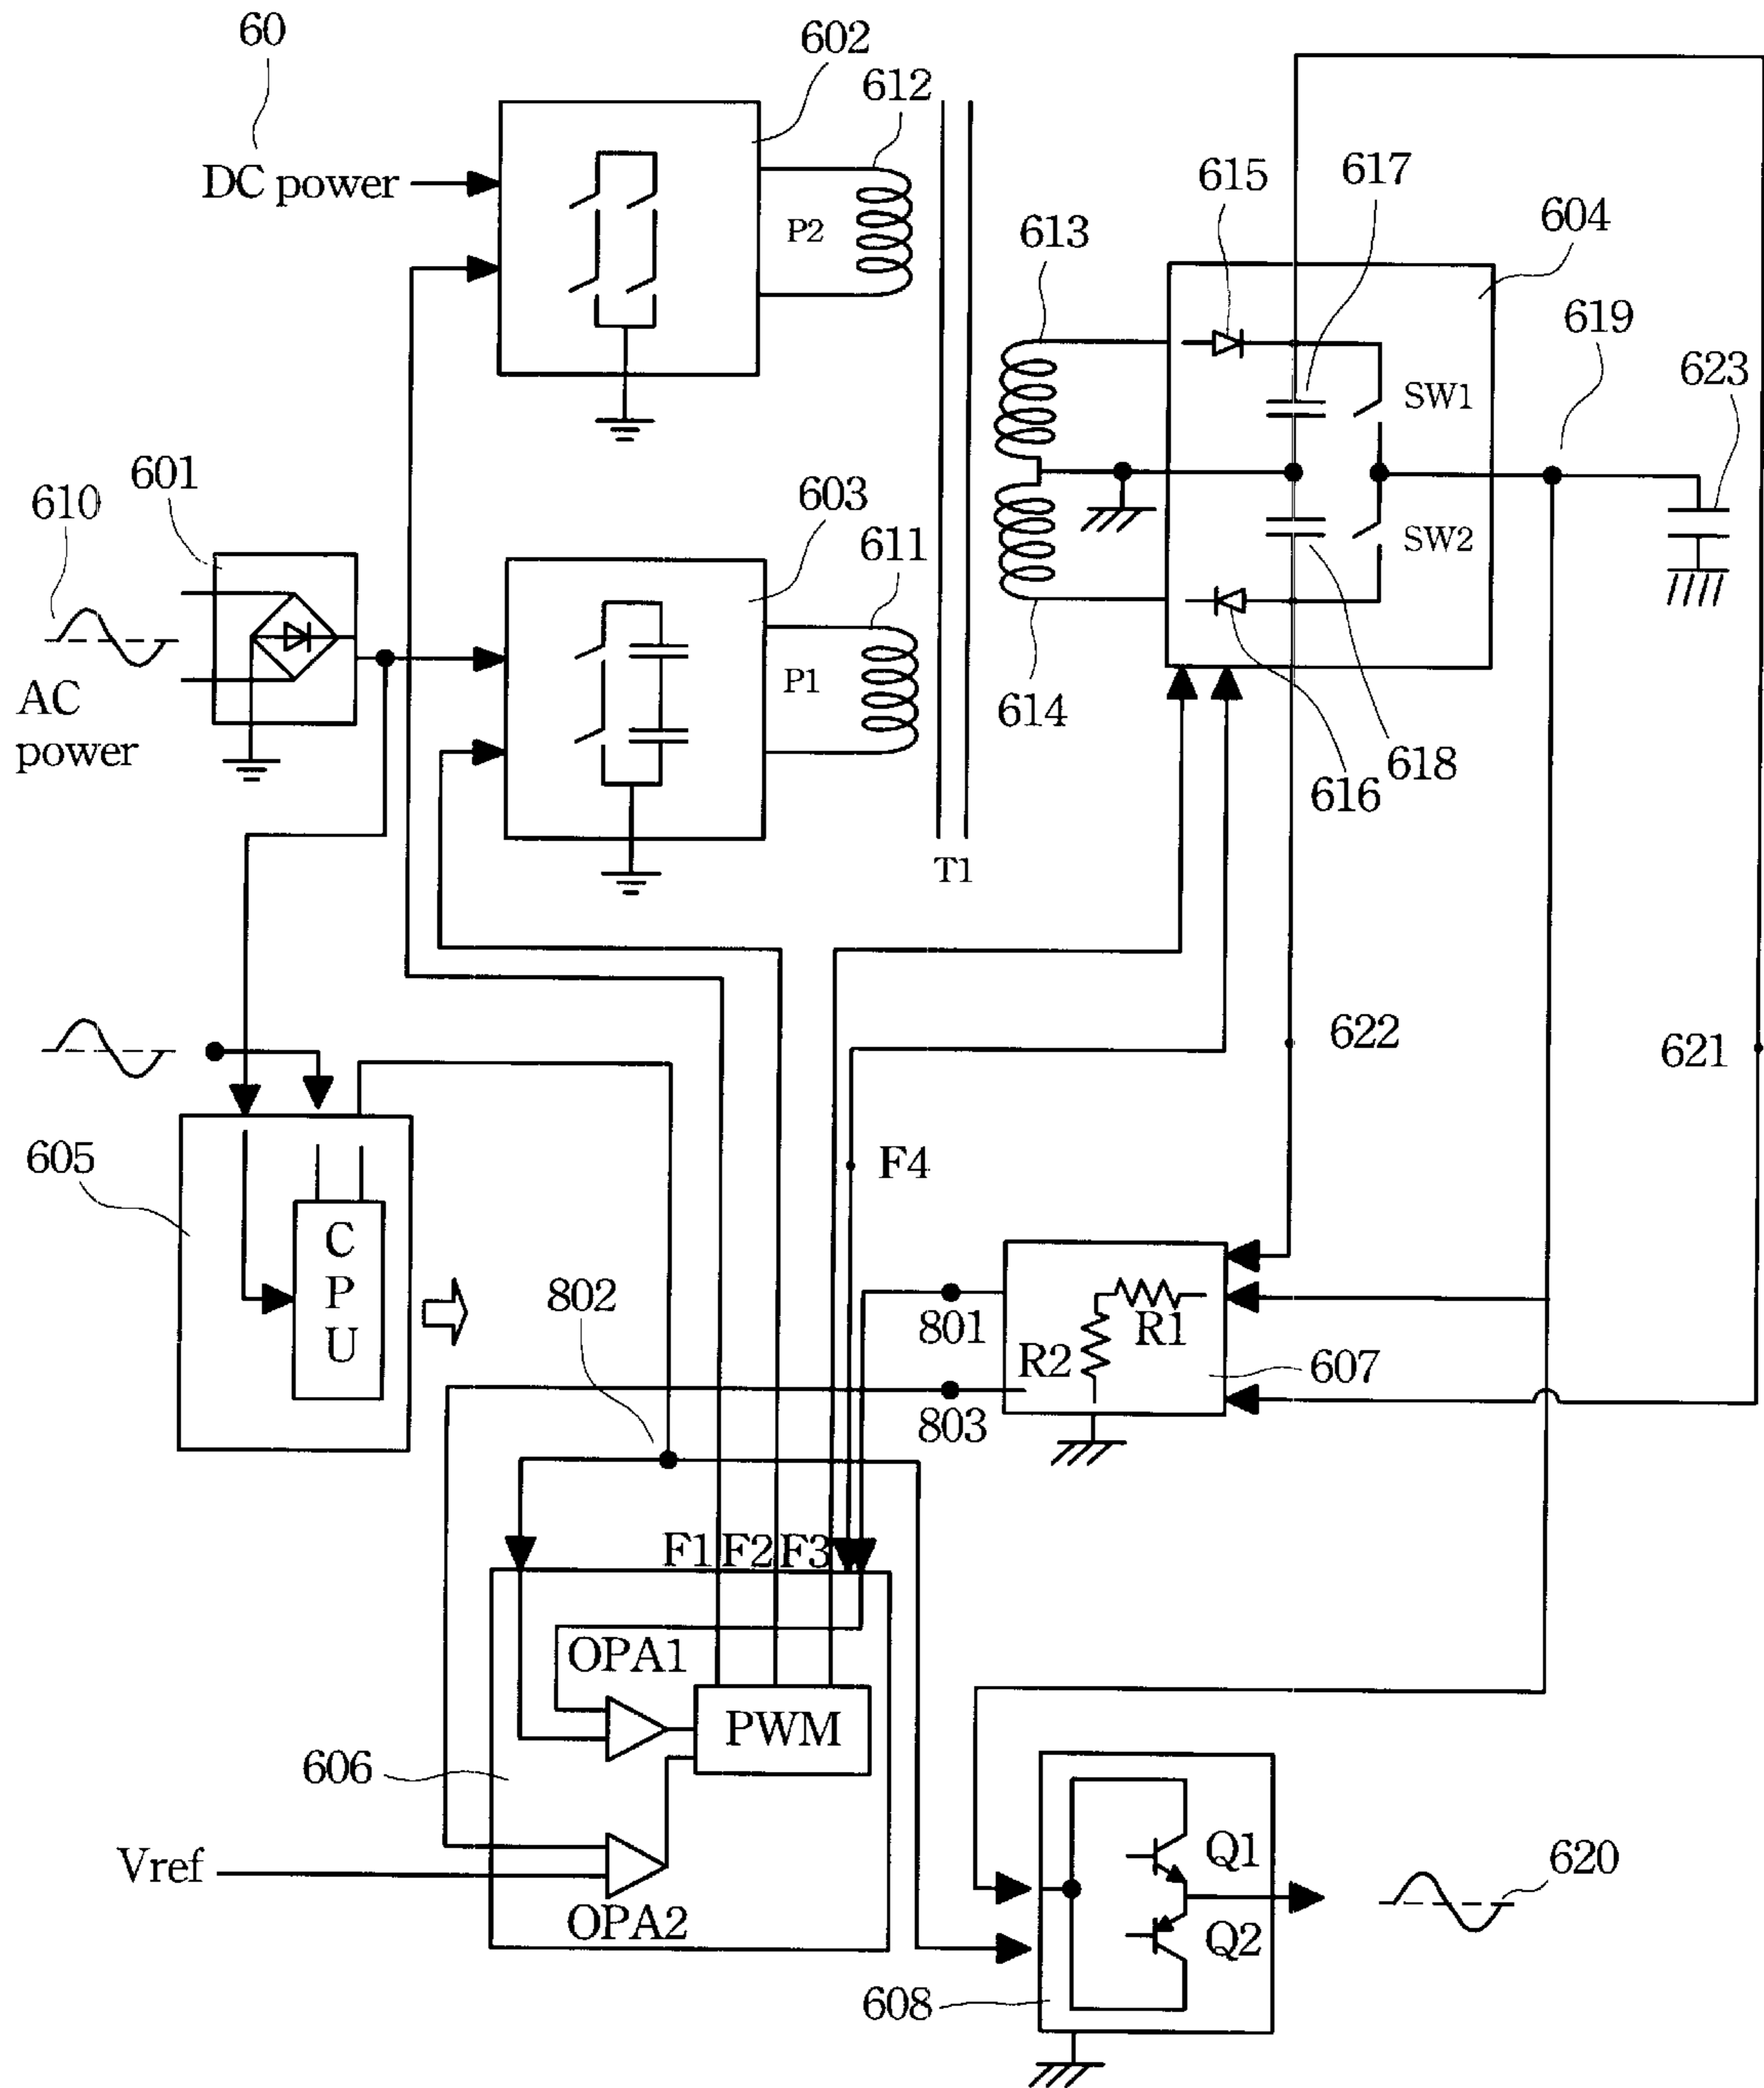 60
602
612
DC power
P2
615
617
604
613
619
623
SW1
601
603
610
611
SW2
P1
AC
power
614
618
616
T1
622
621
605
F4
C
P
U
802
801
R1
R2
607
803
F1 F2 F3
OPA1
PWM
606
Vref
OPA2
Q1
620
Q2
608